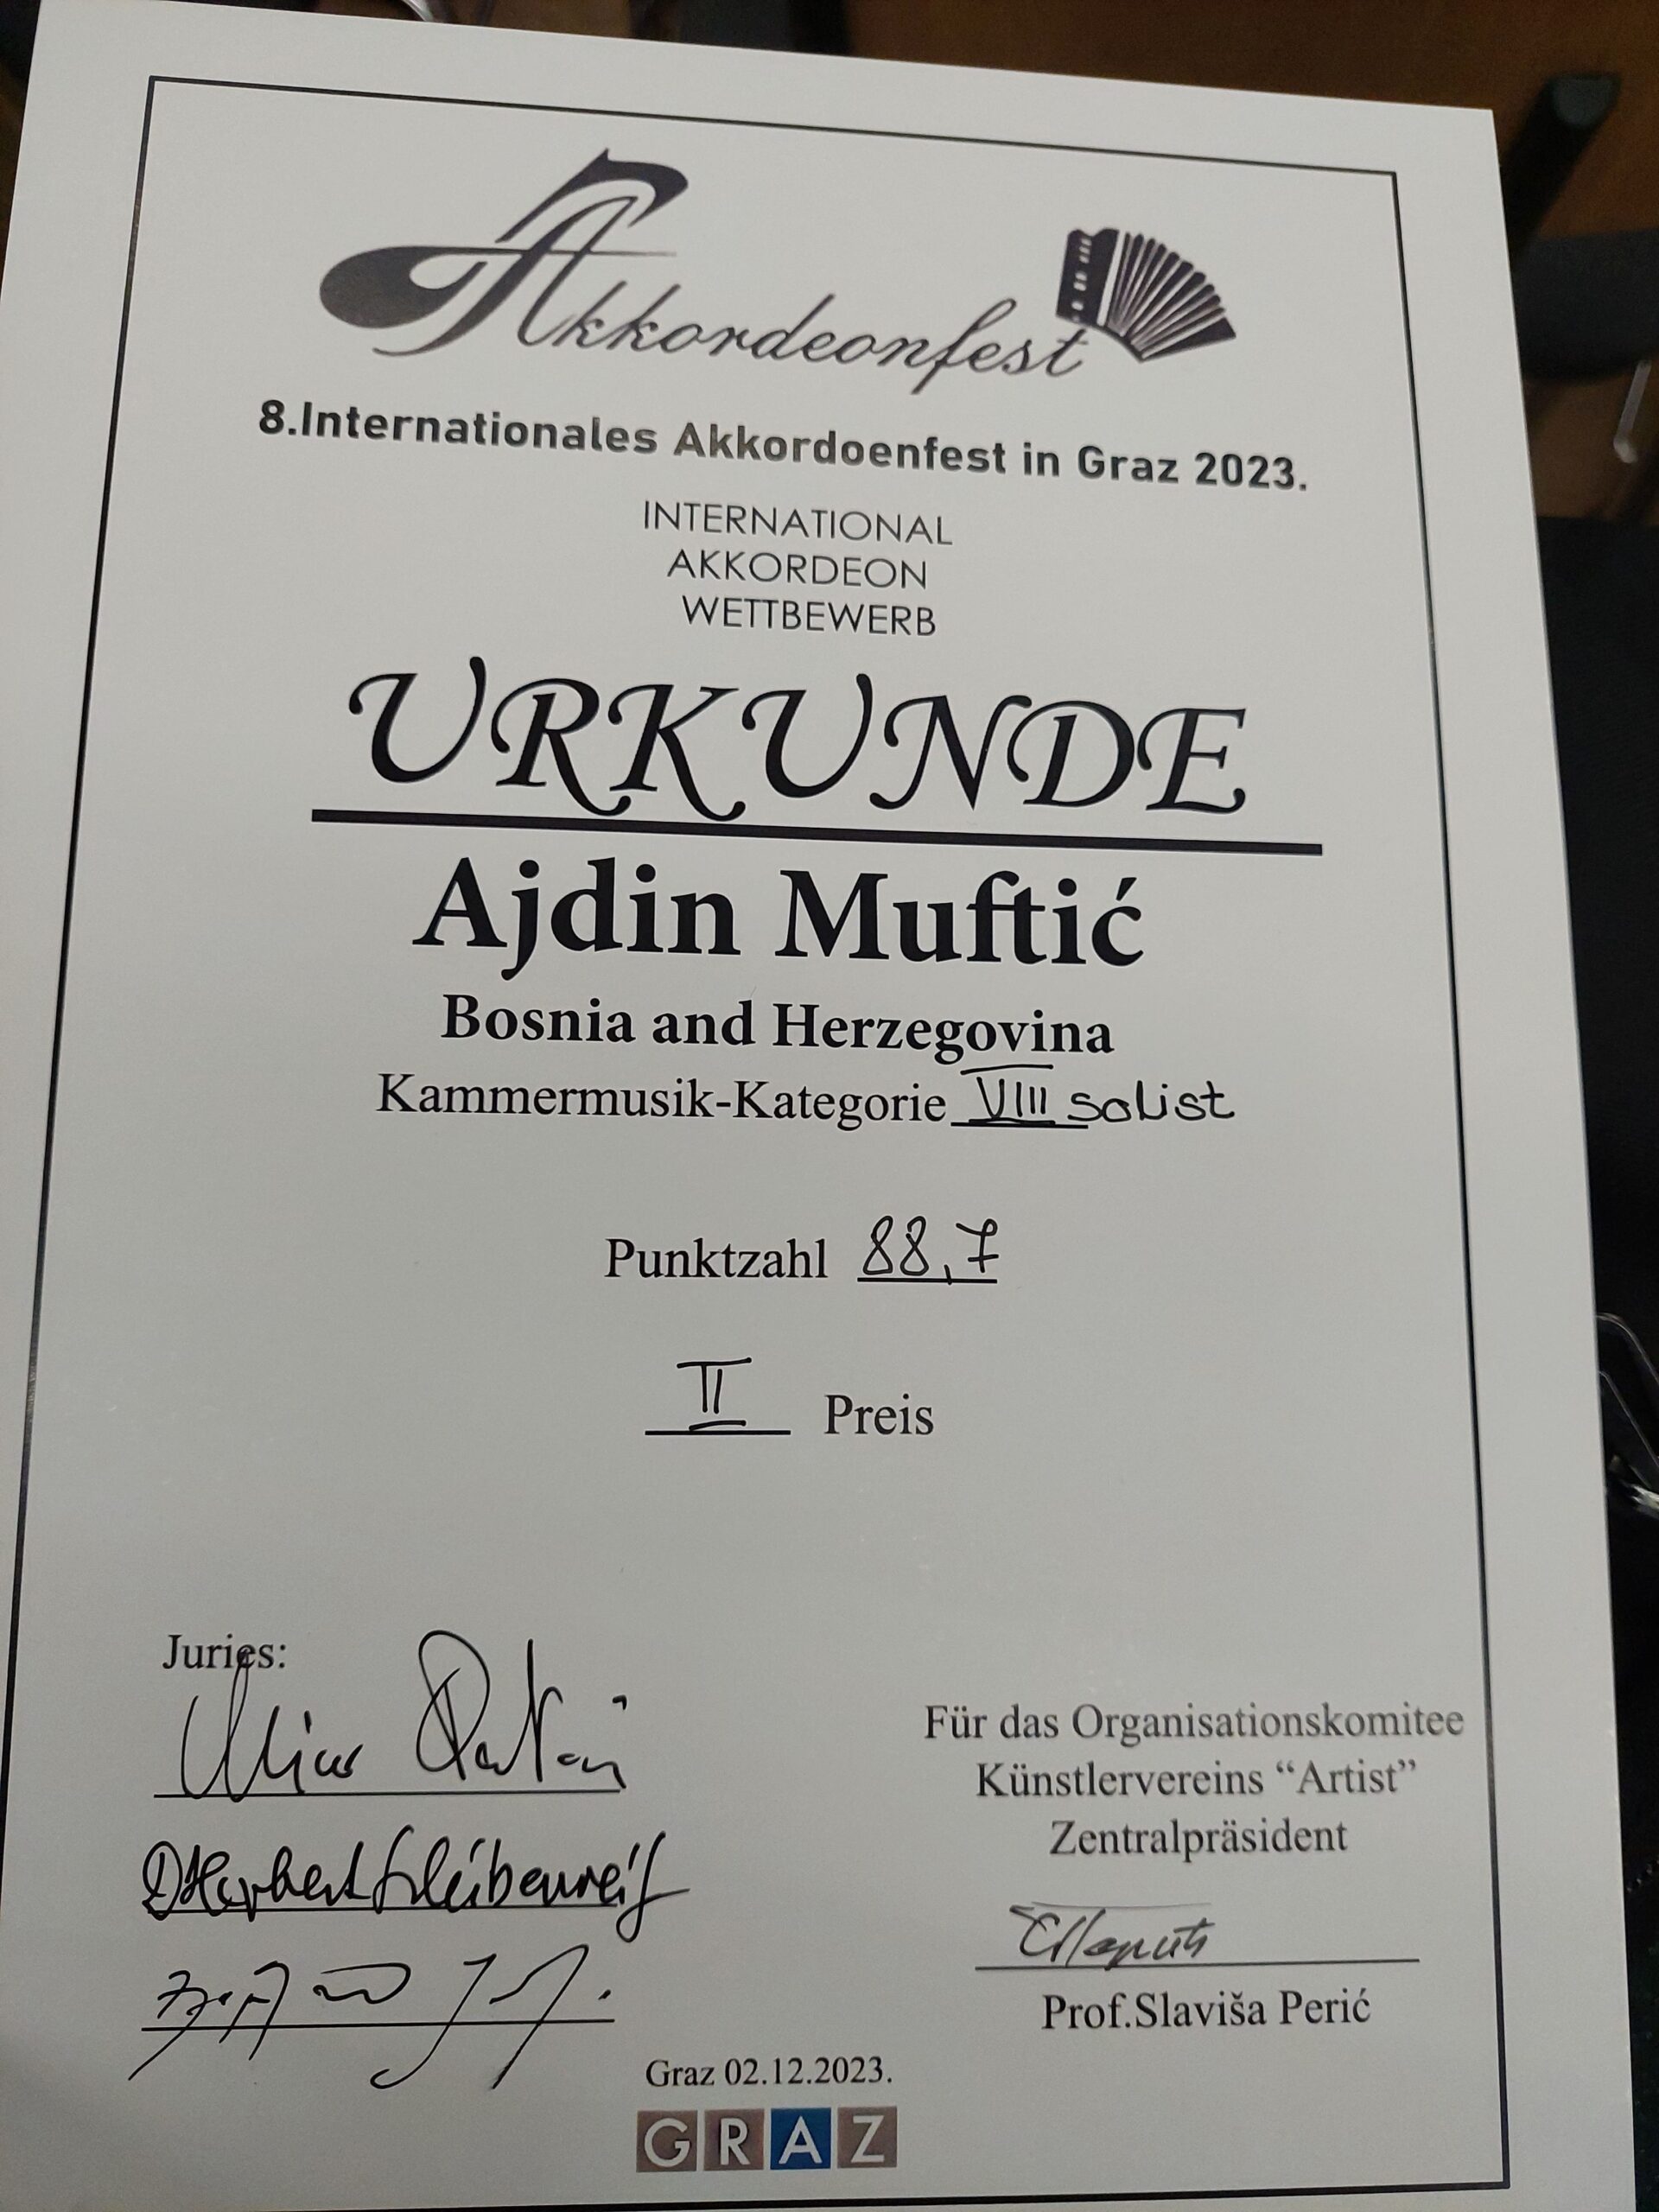 Akkordeonfest
8.Internationales Akkordoenfest in Graz 2023.
INTERNATIONAL
AKKORDEON
WETTBEWERB
URKUNDE
Ajdin Muftić
Bosnia and Herzegovina
Kammermusik-Kategorie VIII solist
Punktzahl 88,7
II Preis
Juries:
Für das Organisationskomitee
Künstlervereins “Artist”
Zentralpräsident
Prof.Slaviša Perić
Graz 02.12.2023.
GRAZ